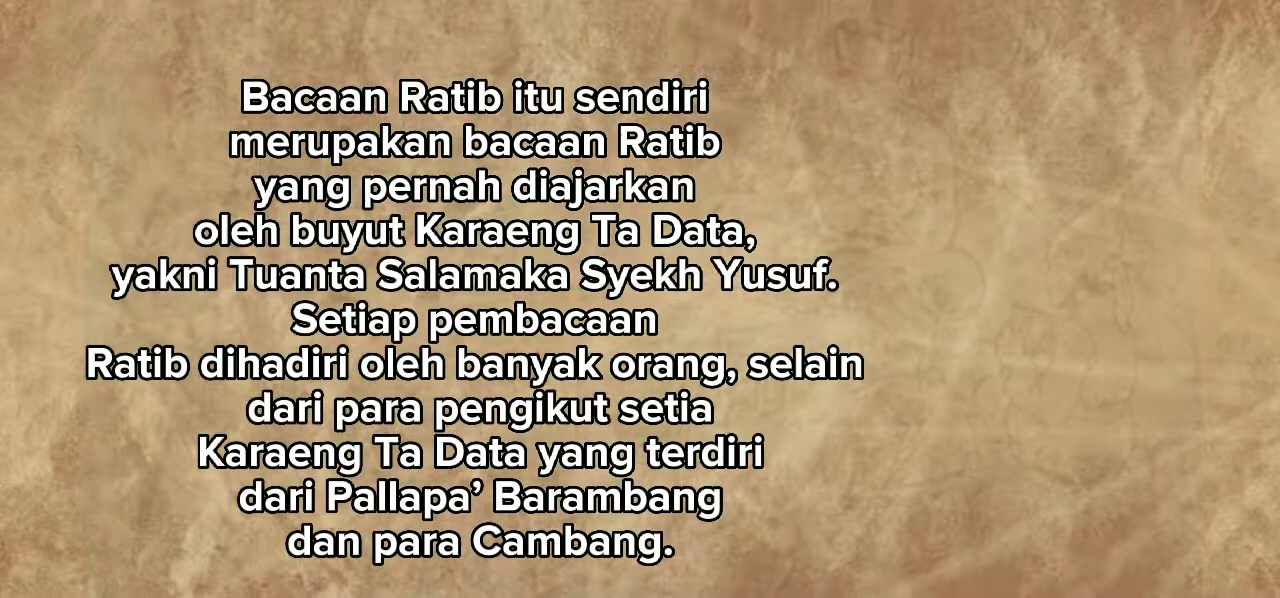 Bacaan Ratib itu sendiri
merupakan bacaan Ratib
yang pernah diajarkan
oleh buyut Karaeng Ta Data,
yakni Tuanta Salamaka Syekh Yusuf.
Setiap pembacaan
Ratib dihadiri oleh banyak orang, selain
dari para pengikut setia
Karaeng Ta Data yang terdiri
dari Pallapa’ Barambang
dan para Cambang.